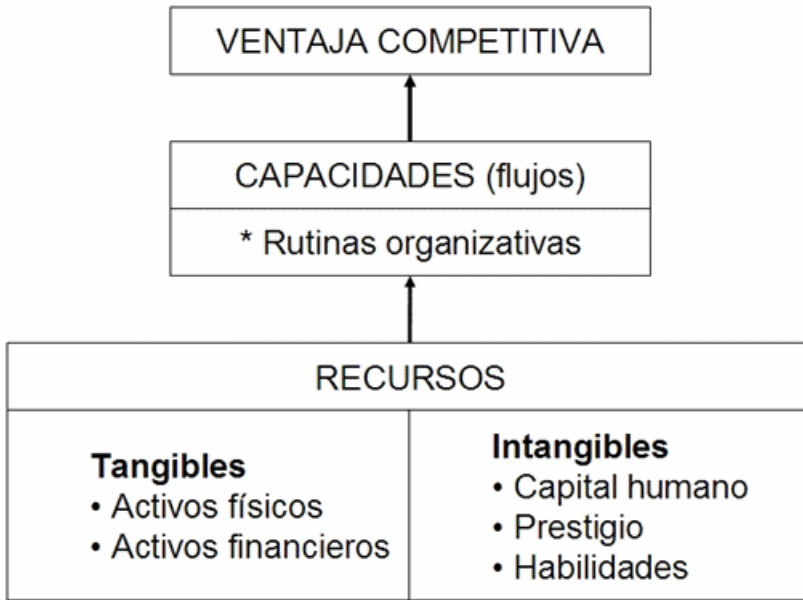 VENTAJA COMPETITIVA
CAPACIDADES (flujos)
* Rutinas organizativas
RECURSOS
Tangibles
• Activos físicos
• Activos financieros
Intangibles
• Capital humano
• Prestigio
• Habilidades